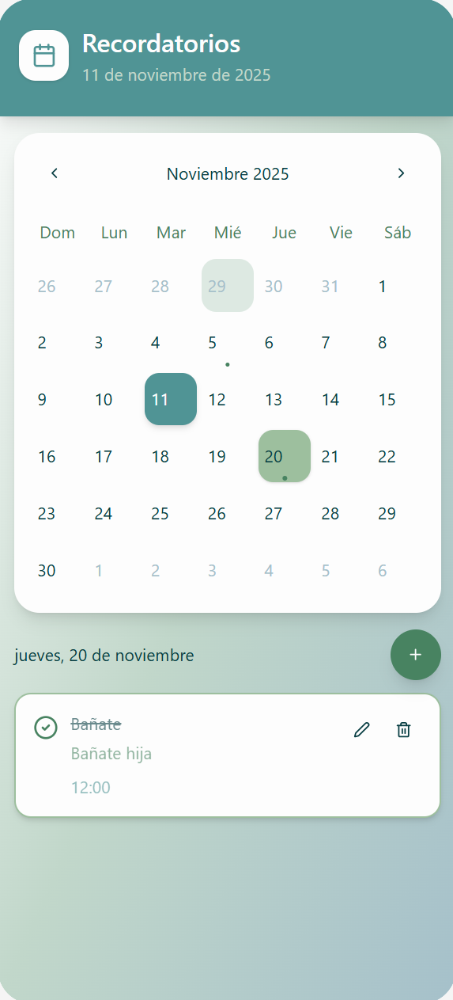 Recordatorios
11 de noviembre de 2025
Noviembre 2025
Dom Lun Mar Mié Jue Vie Sáb
26 27 28 29 30 31 1
2 3 4 5 6 7 8
9 10 11 12 13 14 15
16 17 18 19 20 21 22
23 24 25 26 27 28 29
30 1 2 3 4 5 6
jueves, 20 de noviembre
Bañate
Bañate hija
12:00